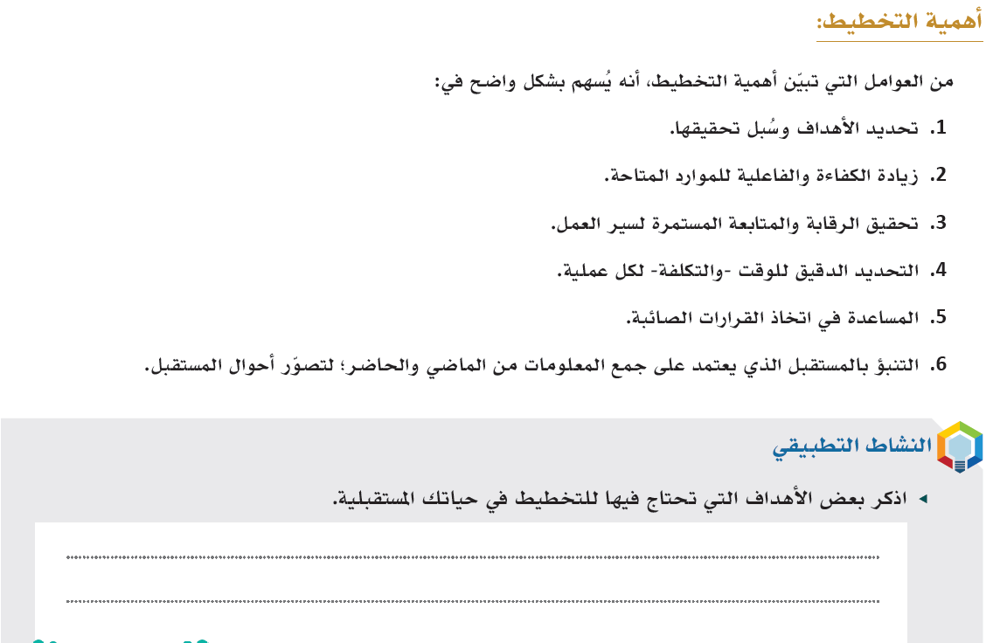 أهمية التخطيط:
من العوامل التي تبيّن أهمية التخطيط، أنه يُسهم بشكل واضح في:
1. تحديد الأهداف وسُبل تحقيقها.
2. زيادة الكفاءة والفاعلية للموارد المتاحة.
3. تحقيق الرقابة والمتابعة المستمرة لسير العمل.
4. التحديد الدقيق للوقت -والتكلفة- لكل عملية.
5. المساعدة في اتخاذ القرارات الصائبة.
6. التنبؤ بالمستقبل الذي يعتمد على جمع المعلومات من الماضي والحاضر؛ لتصوّر أحوال المستقبل.
النشاط التطبيقي
اذكر بعض الأهداف التي تحتاج فيها للتخطيط في حياتك المستقبلية.